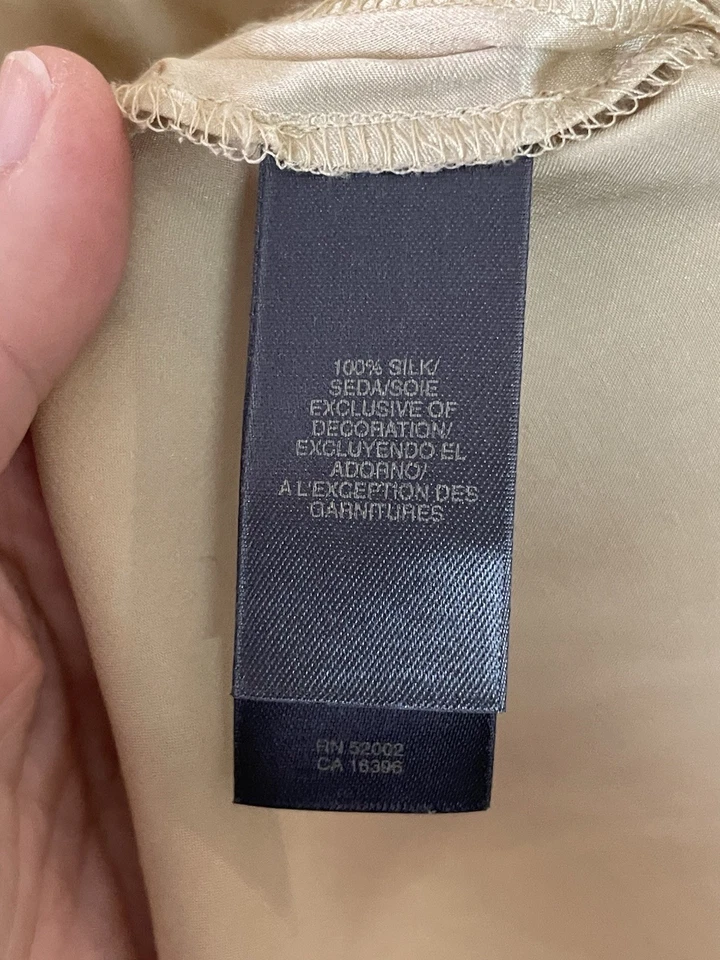 100% SILK/
SEDA/SOIE
EXCLUSIVE OF
DECORATION/
EXCLUYENDO EL
ADORNO/
A L'EXCEPTION DES
GARNITURES
RN 52002
CA 16396